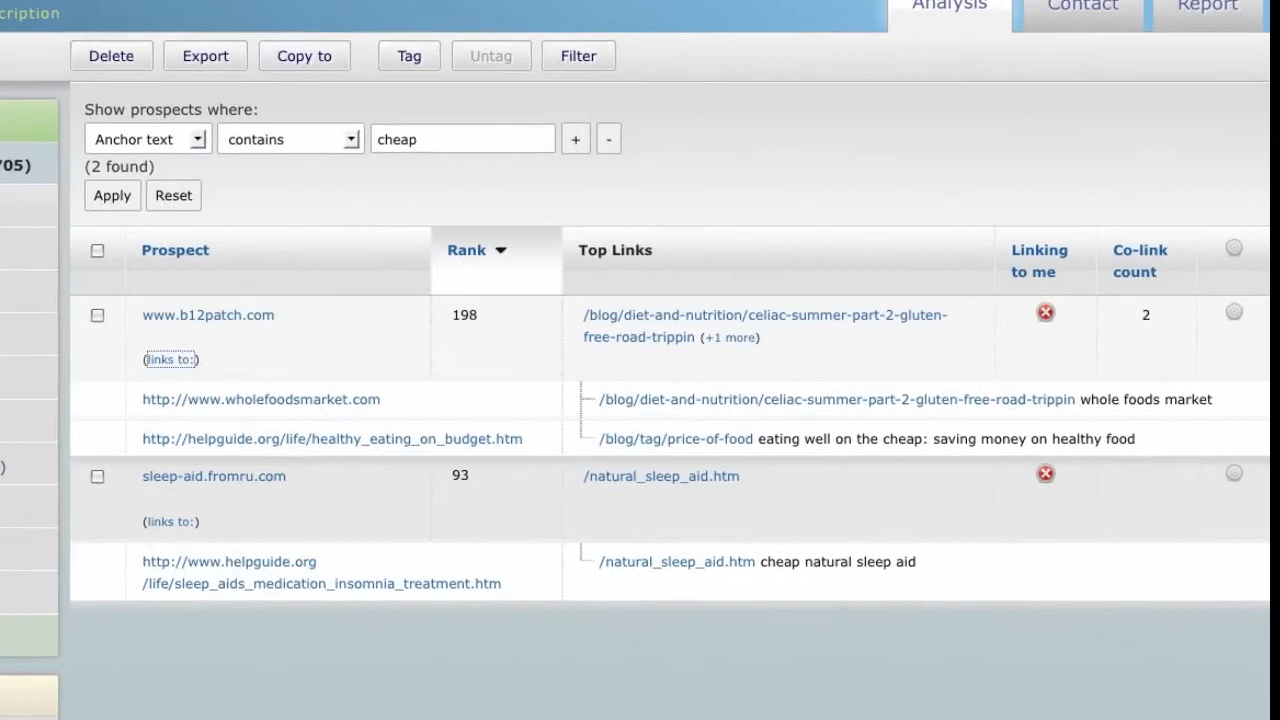 cription
Analysis
Contact
Report
Delete
Export
Copy to
Tag
Untag
Filter
Show prospects where:
Anchor text
contains
cheap
+
-
'05)
(2 found)
Apply
Reset
Prospect
Rank
Top Links
Linking
to me
Co-link
count
www.b12patch.com
198
/blog/diet-and-nutrition/celiac-summer-part-2-gluten-
free-road-trippin (+1 more)
2
(links to:)
http://www.wholefoodsmarket.com
/blog/diet-and-nutrition/celiac-summer-part-2-gluten-free-road-trippin whole foods market
http://helpguide.org/life/healthy_eating_on_budget.htm
/blog/tag/price-of-food eating well on the cheap: saving money on healthy food
)
sleep-aid.fromru.com
93
/natural_sleep_aid.htm
(links to:)
http://www.helpguide.org
/life/sleep_aids_medication_insomnia_treatment.htm
/natural_sleep_aid.htm cheap natural sleep aid